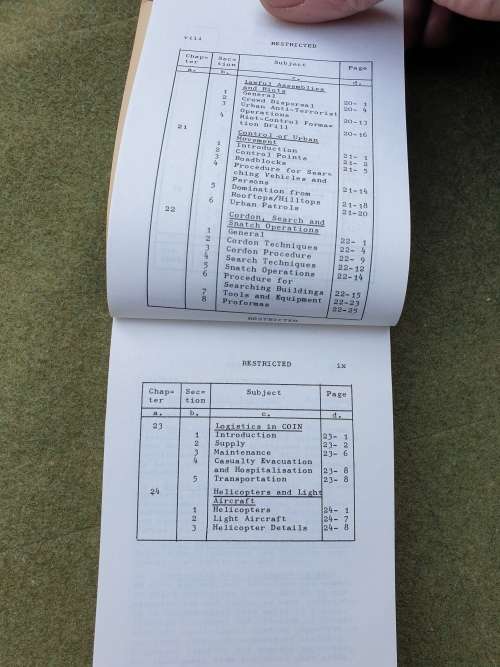 viii
RESTRICTED
Chap- Sec- Subject Page
ter tion
a. b. c. d.
Lawful Assemblies
and Riots
1 General 20- 1
2 Crowd Dispersal 20- 4
3 Urban Anti-Terrorist
Operations 20-13
4 Riot-Control Forma-
tion Drill 20-16
21 Control of Urban
Movement
1 Introduction 21- 1
2 Control Points 21- 2
3 Roadblocks 21- 5
4 Procedure for Sear-
ching Vehicles and
Persons 21-14
5 Domination from
Rooftops/Hilltops 21-18
6 Urban Patrols 21-20
22 Cordon, Search and
Snatch Operations
1 General 22- 1
2 Cordon Techniques 22- 4
3 Cordon Procedure 22- 9
4 Search Techniques 22-12
5 Snatch Operations 22-14
6 Procedure for
Searching Buildings 22-15
7 Tools and Equipment 22-23
8 Proformas 22-25
RESTRICTED
RESTRICTED ix
Chap- Sec- Subject Page
ter tion
a. b. c. d.
23 Logistics in COIN
1 Introduction 23- 1
2 Supply 23- 2
3 Maintenance 23- 6
4 Casualty Evacuation
and Hospitalisation 23- 8
5 Transportation 23- 8
24 Helicopters and Light
Aircraft
1 Helicopters 24- 1
2 Light Aircraft 24- 7
3 Helicopter Details 24- 8